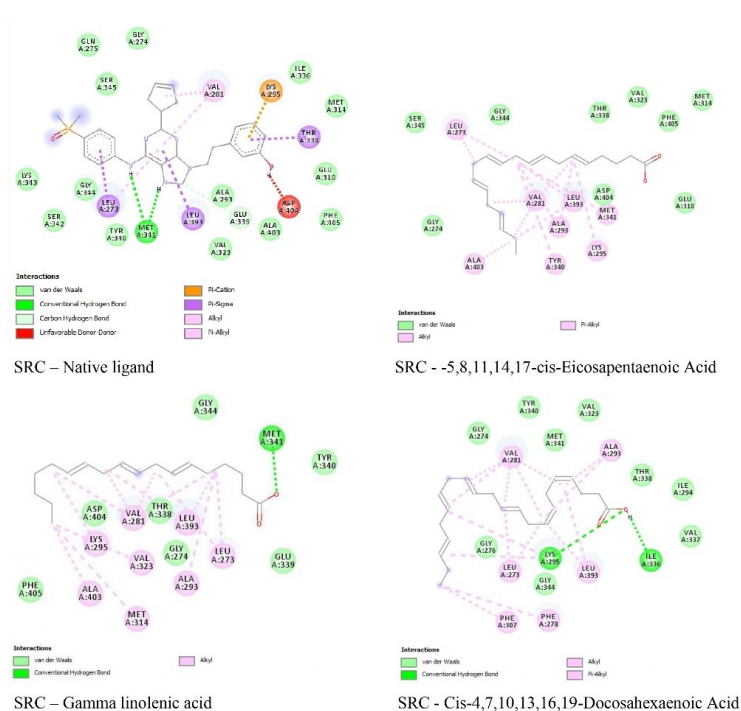 GLN A:275
GLY A:274
SER A:345
VAL A:281
LYS A:295
ILE A:336
MET A:314
THR A:338
LYS A:343
GLY A:344
LEU A:273
SER A:342
TYR A:340
MET A:341
LEU A:393
ALA A:293
GLU A:339
VAL A:323
ALA A:403
ASP A:404
GLU A:310
PHE A:405
H
H
H
Interactions
van der Waals
Conventional Hydrogen Bond
Carbon Hydrogen Bond
Unfavorable Donor-Donor
Pi-Cation
Pi-Sigma
Alkyl
Pi-Alkyl
SRC – Native ligand
SER A:345
LEU A:273
GLY A:344
THR A:338
VAL A:323
PHE A:405
MET A:314
GLY A:274
VAL A:281
LEU A:393
ASP A:404
MET A:341
GLU A:310
ALA A:293
LYS A:295
ALA A:403
TYR A:340
Interactions
van der Waals
Alkyl
Pi-Alkyl
SRC - -5,8,11,14,17-cis-Eicosapentaenoic Acid
GLY A:344
MET A:341
TYR A:340
ASP A:404
VAL A:281
THR A:338
LEU A:393
LYS A:295
VAL A:323
GLY A:274
LEU A:273
GLU A:339
PHE A:405
ALA A:403
ALA A:293
MET A:314
Interactions
van der Waals
Conventional Hydrogen Bond
Alkyl
SRC – Gamma linolenic acid
GLY A:274
TYR A:340
VAL A:323
VAL A:281
MET A:341
ALA A:293
THR A:338
ILE A:294
VAL A:337
GLY A:276
LEU A:273
LYS A:295
GLY A:344
LEU A:393
ILE A:336
PHE A:307
PHE A:278
H
Interactions
van der Waals
Conventional Hydrogen Bond
Alkyl
Pi-Alkyl
SRC - Cis-4,7,10,13,16,19-Docosahexaenoic Acid